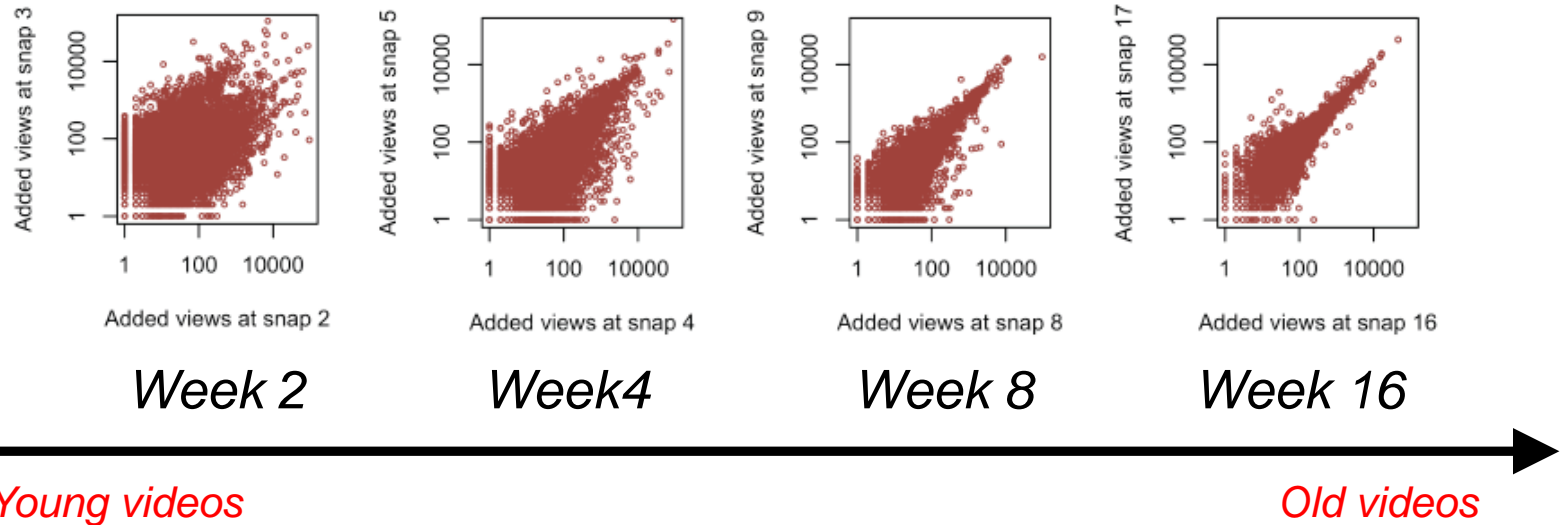 Added views at snap 3
10000
100
1
1 100 10000
Added views at snap 2
Added views at snap 5
10000
100
1
1 100 10000
Added views at snap 4
Added views at snap 9
10000
100
1
1 100 10000
Added views at snap 8
Added views at snap 17
10000
100
1
1 100 10000
Added views at snap 16
Week 2
Week4
Week 8
Week 16
Young videos
Old videos